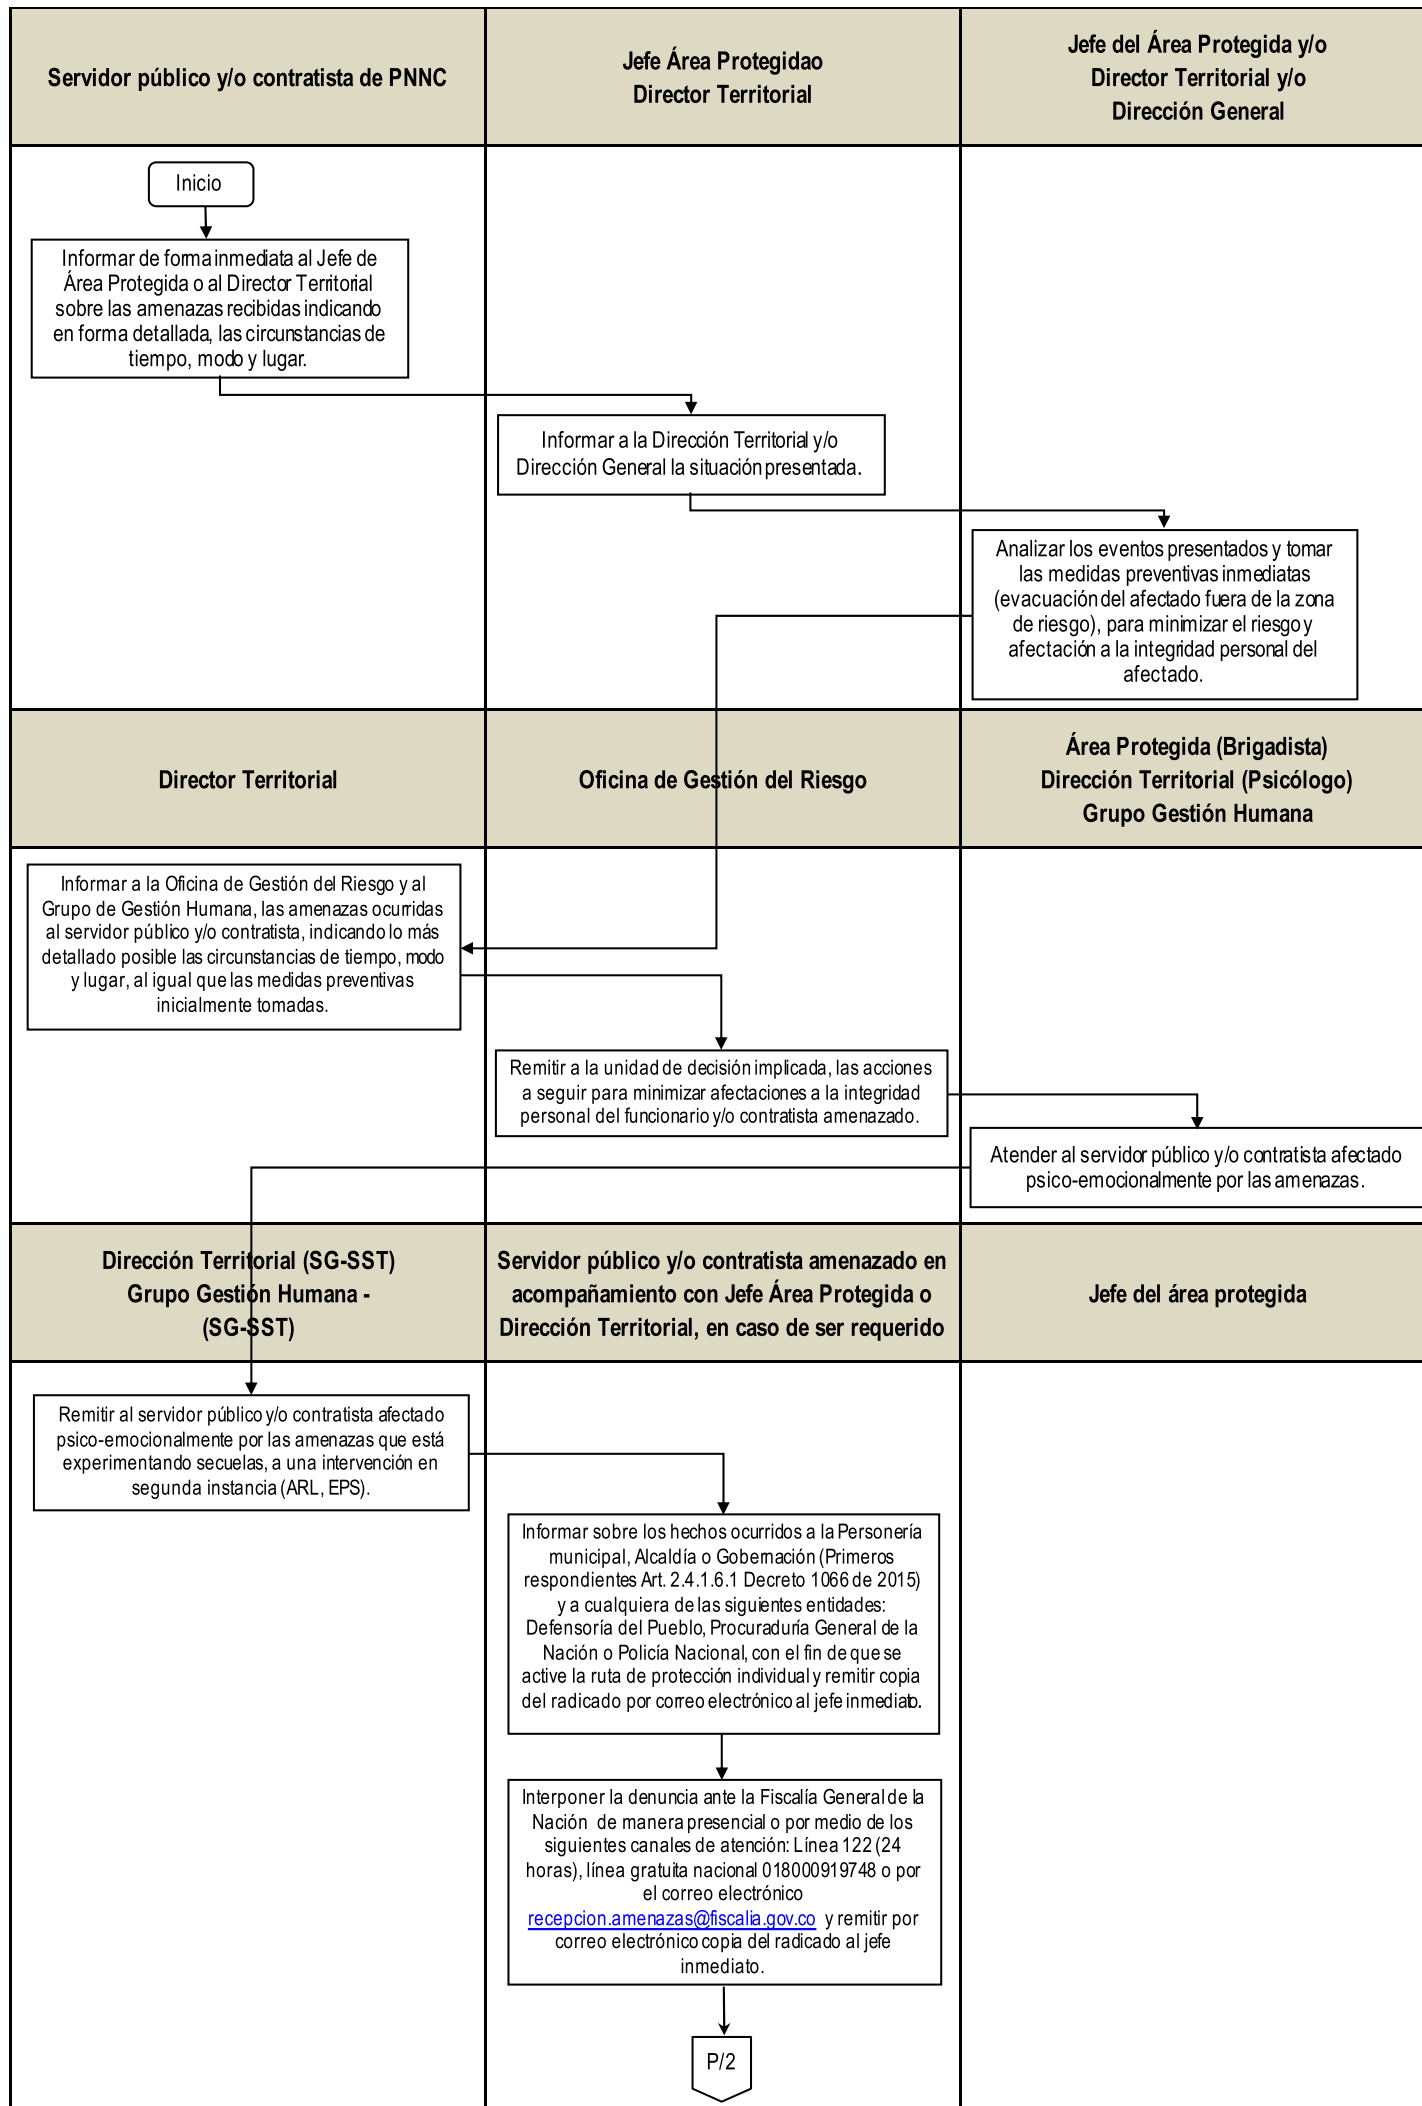 Servidor público y/o contratista de PNNC
Jefe Área Protegidao
Director Territorial
Jefe del Área Protegida y/o
Director Territorial y/o
Dirección General
Inicio
Informar de forma inmediata al Jefe de
Área Protegida o al Director Territorial
sobre las amenazas recibidas indicando
en forma detallada, las circunstancias de
tiempo, modo y lugar.
Informar a la Dirección Territorial y/o
Dirección General la situación presentada.
Analizar los eventos presentados y tomar
las medidas preventivas inmediatas
(evacuación del afectado fuera de la zona
de riesgo), para minimizar el riesgo y
afectación a la integridad personal del
afectado.
Director Territorial
Oficina de Gestión del Riesgo
Área Protegida (Brigadista)
Dirección Territorial (Psicólogo)
Grupo Gestión Humana
Informar a la Oficina de Gestión del Riesgo y al
Grupo de Gestión Humana, las amenazas ocurridas
al servidor público y/o contratista, indicando lo más
detallado posible las circunstancias de tiempo, modo
y lugar, al igual que las medidas preventivas
inicialmente tomadas.
Remitir a la unidad de decisión implicada, las acciones
a seguir para minimizar afectaciones a la integridad
personal del funcionario y/o contratista amenazado.
Atender al servidor público y/o contratista afectado
psico-emocionalmente por las amenazas.
Dirección Territorial (SG-SST)
Grupo Gestión Humana -
(SG-SST)
Servidor público y/o contratista amenazado en
acompañamiento con Jefe Área Protegida o
Dirección Territorial, en caso de ser requerido
Jefe del área protegida
Remitir al servidor público y/o contratista afectado
psico-emocionalmente por las amenazas que está
experimentando secuelas, a una intervención en
segunda instancia (ARL, EPS).
Informar sobre los hechos ocurridos a la Personería
municipal, Alcaldía o Gobernación (Primeros
respondientes Art. 2.4.1.6.1 Decreto 1066 de 2015)
y a cualquiera de las siguientes entidades:
Defensoría del Pueblo, Procuraduría General de la
Nación o Policía Nacional, con el fin de que se
active la ruta de protección individual y remitir copia
del radicado por correo electrónico al jefe inmediato.
Interponer la denuncia ante la Fiscalía General de la
Nación de manera presencial o por medio de los
siguientes canales de atención: Línea 122 (24
horas), línea gratuita nacional 018000919748 o por
el correo electrónico
recepcion.amenazas@fiscalia.gov.co y remitir por
correo electrónico copia del radicado al jefe
inmediato.
P/2